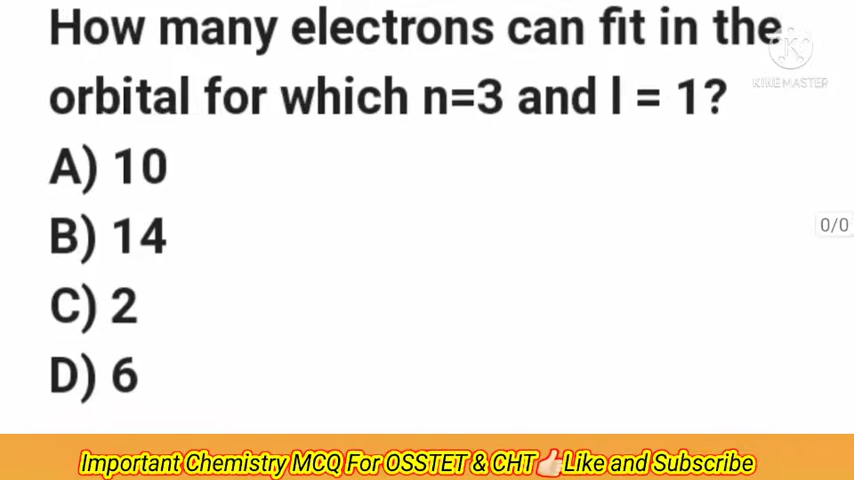 How many electrons can fit in the
orbital for which n=3 and l = 1?
KINEMASTER
A) 10
B) 14
0/0
C) 2
D) 6
Important Chemistry MCQ For OSSTET & CHT👍🏻Like and Subscribe